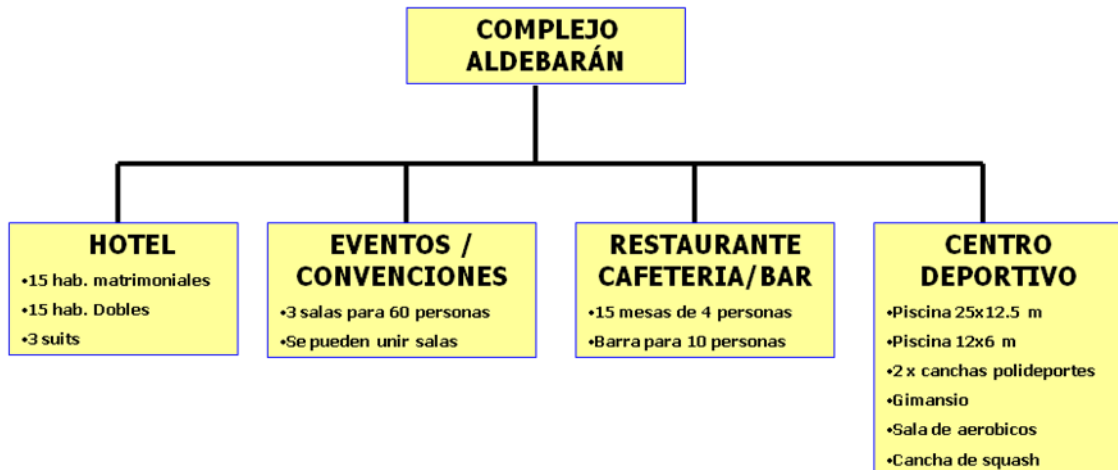 COMPLEJO
ALDEBARÁN
HOTEL
•15 hab. matrimoniales
•15 hab. Dobles
•3 suits
EVENTOS /
CONVENCIONES
•3 salas para 60 personas
•Se pueden unir salas
RESTAURANTE
CAFETERIA/BAR
•15 mesas de 4 personas
•Barra para 10 personas
CENTRO
DEPORTIVO
•Piscina 25x12.5 m
•Piscina 12x6 m
•2 x canchas polideportes
•Gimansio
•Sala de aerobicos
•Cancha de squash